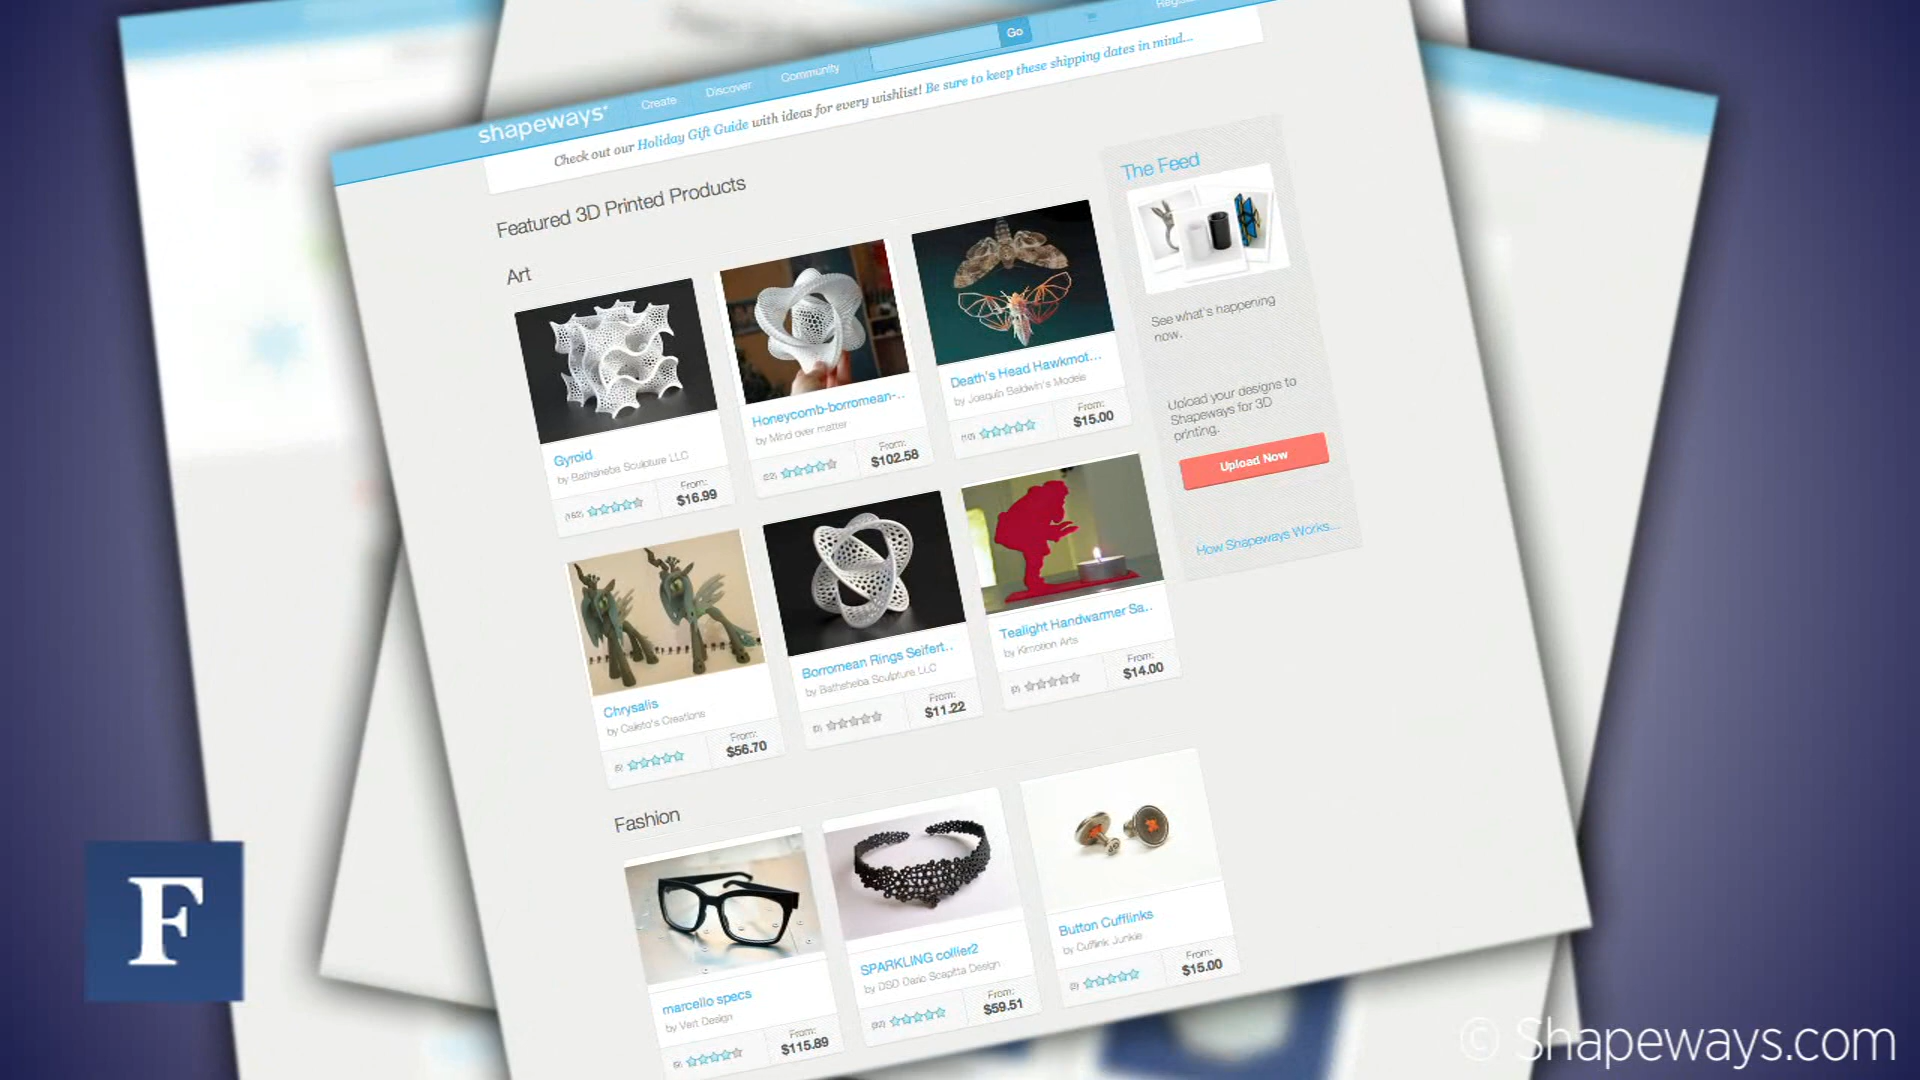 Go
shapeways*
Create
Discover
Community
Check out our Holiday Gift Guide with ideas for every wishlist! Be sure to keep these shipping dates in mind...
Featured 3D Printed Products
The Feed
Art
See what's happening
now.
Upload your designs to
Shapeways for 3D
printing.
Upload Now
How Shapeways Works...
Gyroid
by Bathsheba Sculpture LLC
From:
$16.99
Honeycomb-borromean-...
by Mind over matter
From:
$102.58
Death's Head Hawkmot...
by Joaquin Baldwin's Models
From:
$15.00
Chrysalis
From:
$56.70
Borromean Rings Seifert...
by Bathsheba Sculpture LLC
From:
$11.22
Tealight Handwarmer Sa...
by Kimotion Arts
From:
$14.00
Fashion
marcello specs
by Vert Design
From:
$115.89
SPARKLING collier2
by DSD Dario Scapitta Design
From:
$59.51
Button Cufflinks
by Cufflink Junkie
From:
$15.00
F
© Shapeways.com